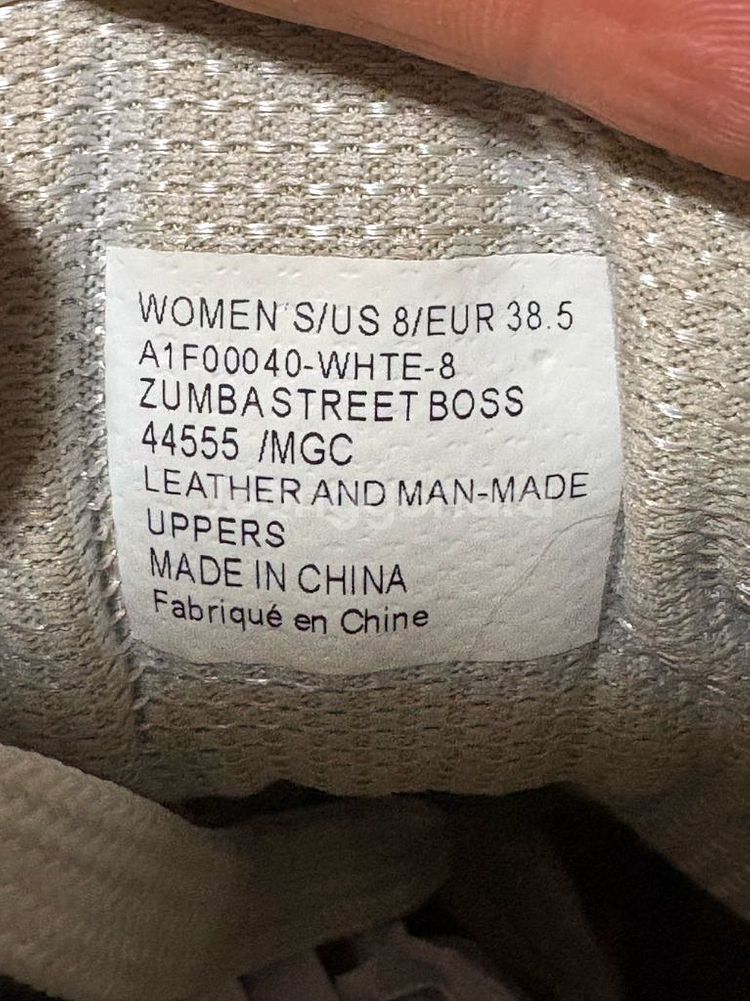 WOMEN'S/US 8/EUR 38.5
A1F00040-WHTE-8
ZUMBA STREET BOSS
44555 /MGC
LEATHER AND MAN-MADE
UPPERS
MADE IN CHINA
Fabriqué en Chine